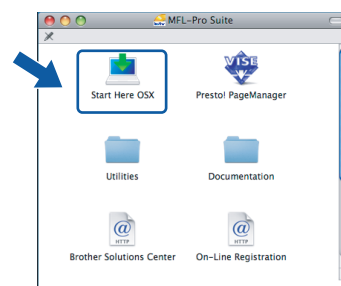 MFL-Pro Suite
VISE
Start Here OSX
Presto! PageManager
Utilities
Documentation
HTTP
HTTP
Brother Solutions Center
On-Line Registration